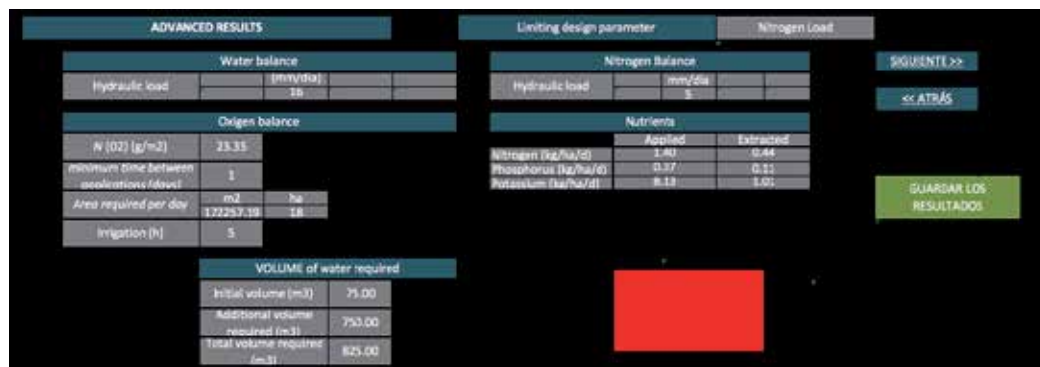 ADVANCED RESULTS
Limiting design parameter Nitrogen Load
Water balance
Hydraulic load (mm/dia)
16
Nitrogen Balance
Hydraulic load mm/dia
5
SIGUIENTE >>
<< ATRÁS
Oxigen balance
N (O2) (g/m2) 23.35
minimum time between
applications (days) 1
Area required per day m2 ha
172257.19 18
Irrigation (h) 5
Nutrients
Applied Extracted
Nitrogen (kg/ha/d) 1.40 0.44
Phosphorus (kg/ha/d) 0.37 0.11
Potassium (kg/ha/d) 8.13 1.01
GUARDAR LOS
RESULTADOS
VOLUME of water required
Initial volume (m3) 75.00
Additional volume
required (m3) 750.00
Total volume required
(m3) 825.00